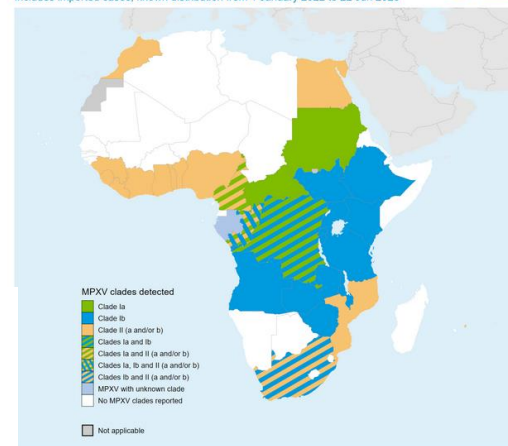 MPXV clades detected
Clade Ia
Clade Ib
Clade II (a and/or b)
Clades Ia and Ib
Clades Ia and II (a and/or b)
Clades Ia, Ib and II (a and/or b)
Clades Ib and II (a and/or b)
MPXV with unknown clade
No MPXV clades reported
Not applicable